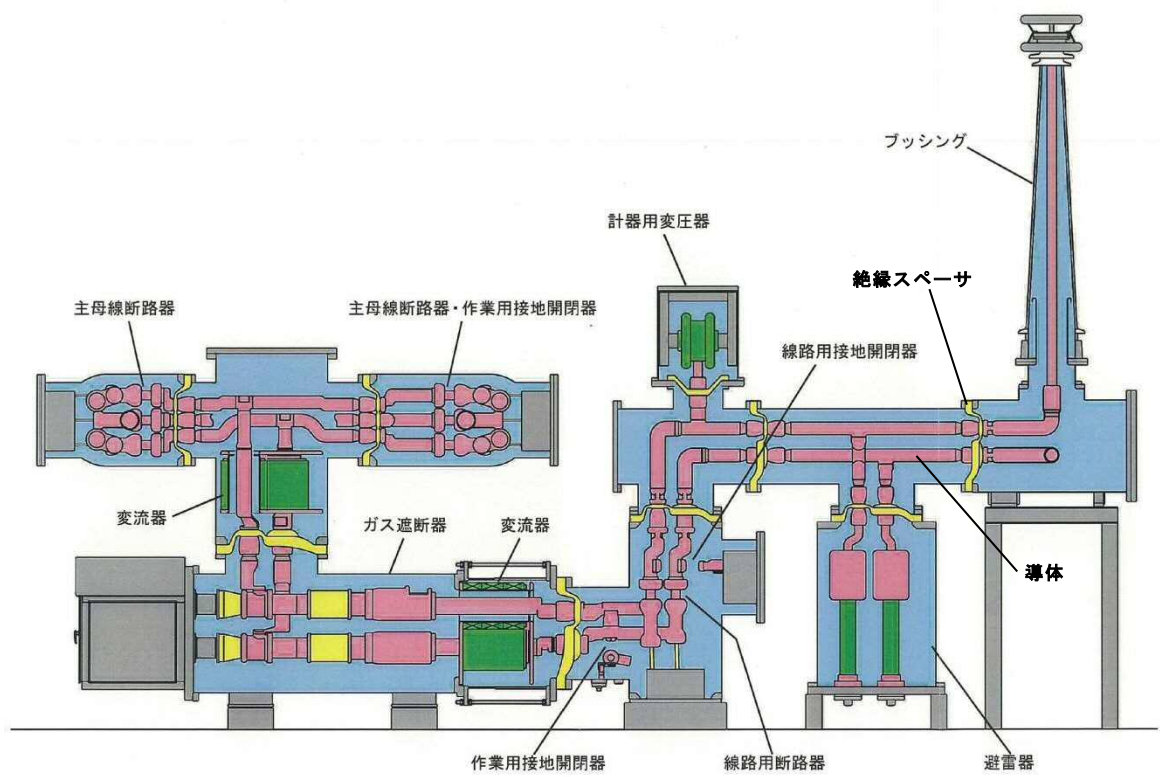 ブッシング
計器用変圧器
絶縁スペーサ
主母線断路器
主母線断路器・作業用接地開閉器
線路用接地開閉器
変流器
ガス遮断器
変流器
導体
作業用接地開閉器
線路用断路器
避雷器